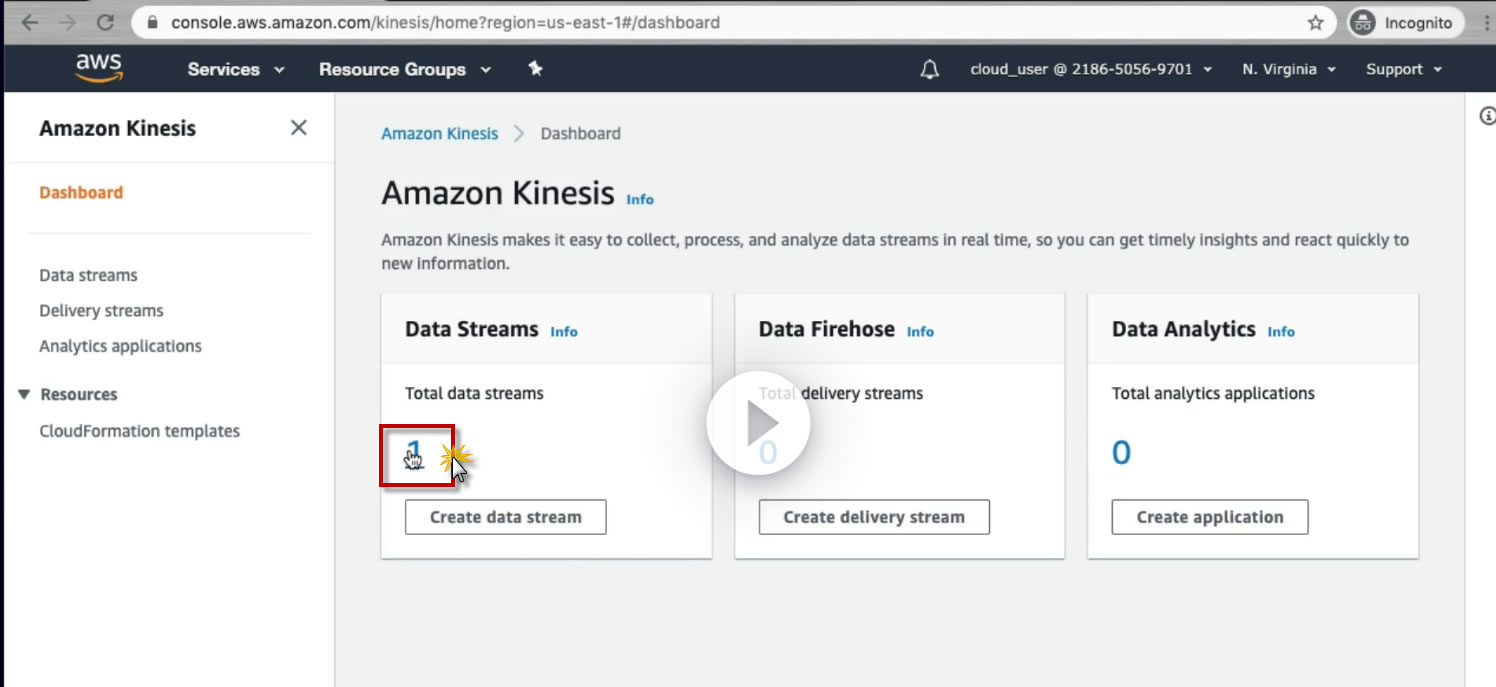 console.aws.amazon.com/kinesis/home?region=us-east-1#/dashboard
Incognito
aws
Services
Resource Groups
cloud_user @ 2186-5056-9701
N. Virginia
Support
Amazon Kinesis
Dashboard
Data streams
Delivery streams
Analytics applications
Resources
CloudFormation templates
Amazon Kinesis
Dashboard
Amazon Kinesis Info
Amazon Kinesis makes it easy to collect, process, and analyze data streams in real time, so you can get timely insights and react quickly to
new information.
Data Streams Info
Total data streams
1
Create data stream
Data Firehose Info
Total delivery streams
0
Create delivery stream
Data Analytics Info
Total analytics applications
0
Create application